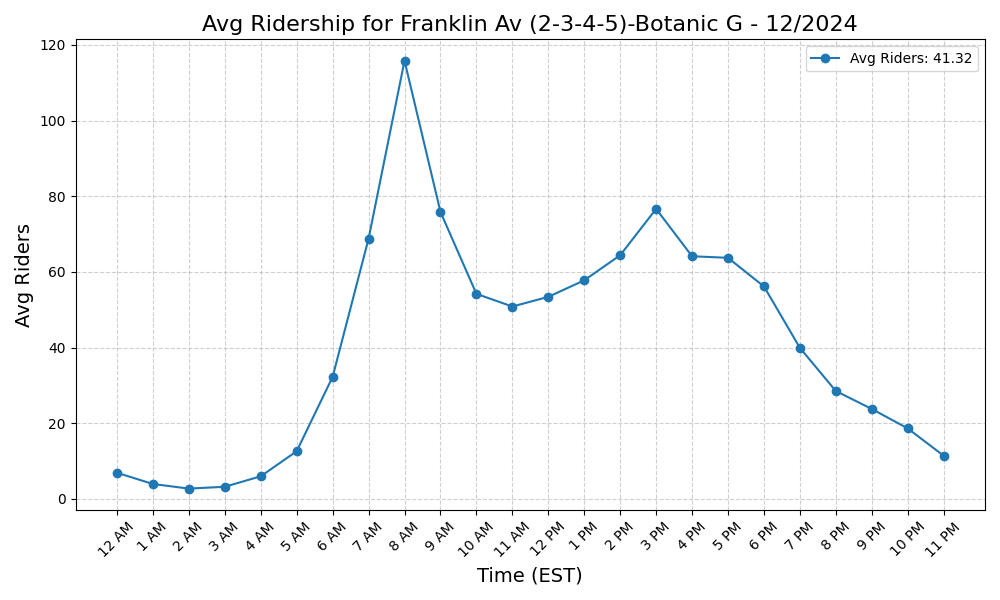 Avg Ridership for Franklin Av (2-3-4-5)-Botanic G - 12/2024
Avg Riders: 41.32
Avg Riders
120
100
80
60
40
20
0
12 AM
1 AM
2 AM
3 AM
4 AM
5 AM
6 AM
7 AM
8 AM
9 AM
10 AM
11 AM
12 PM
1 PM
2 PM
3 PM
4 PM
5 PM
6 PM
7 PM
8 PM
9 PM
10 PM
11 PM
Time (EST)